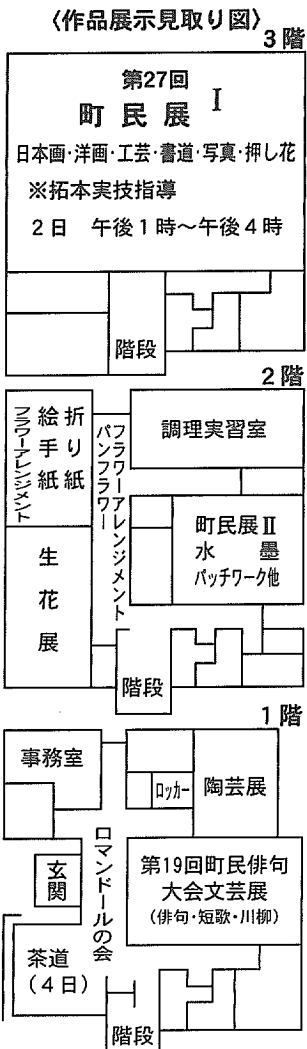 〈作品展示見取り図〉
3階
第27回
町民展 Ⅰ
日本画・洋画・工芸・書道・写真・押し花
※拓本実技指導
2日 午後1時～午後4時
階段
2階
折り紙
絵手紙
フラワーアレンジメント
フラワーアレンジメント
パンフラワー
調理実習室
生花展
町民展Ⅱ
水墨
パッチワーク他
階段
1階
事務室
ロッカー
陶芸展
ロマンドールの会
玄関
第19回町民俳句
大会文芸展
(俳句・短歌・川柳)
茶道
(4日)
階段